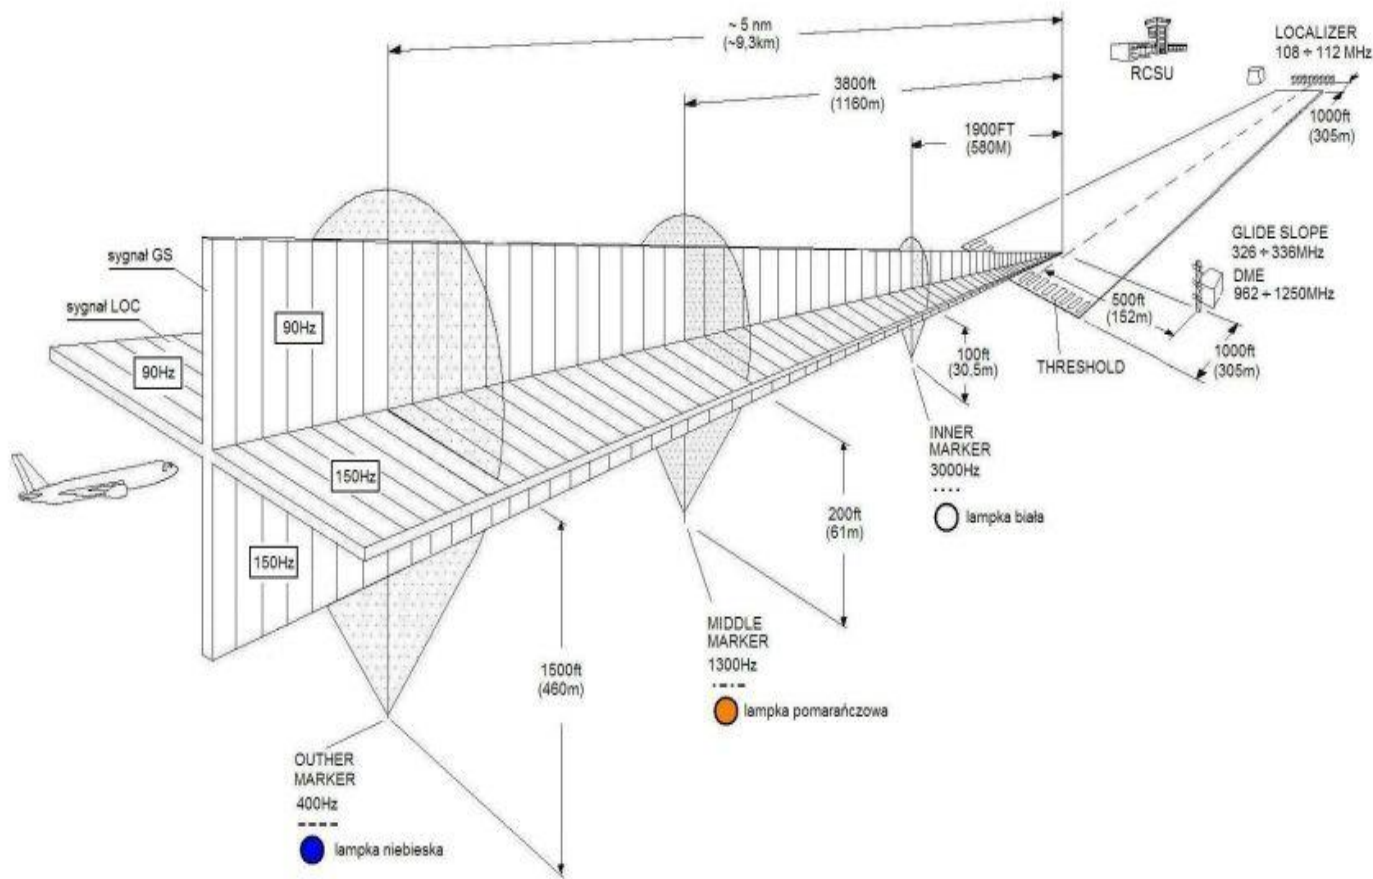 ~ 5 nm
(~9,3km)
3800ft
(1160m)
1900FT
(580M)
RCSU
LOCALIZER
108 ÷ 112 MHz
1000ft
(305m)
sygnał GS
sygnał LOC
90Hz
90Hz
150Hz
150Hz
GLIDE SLOPE
326 ÷ 336MHz
DME
962 ÷ 1250MHz
500ft
(152m)
1000ft
(305m)
THRESHOLD
100ft
(30,5m)
INNER
MARKER
3000Hz
lampka biała
200ft
(61m)
MIDDLE
MARKER
1300Hz
lampka pomarańczowa
1500ft
(460m)
OUTHER
MARKER
400Hz
lampka niebieska